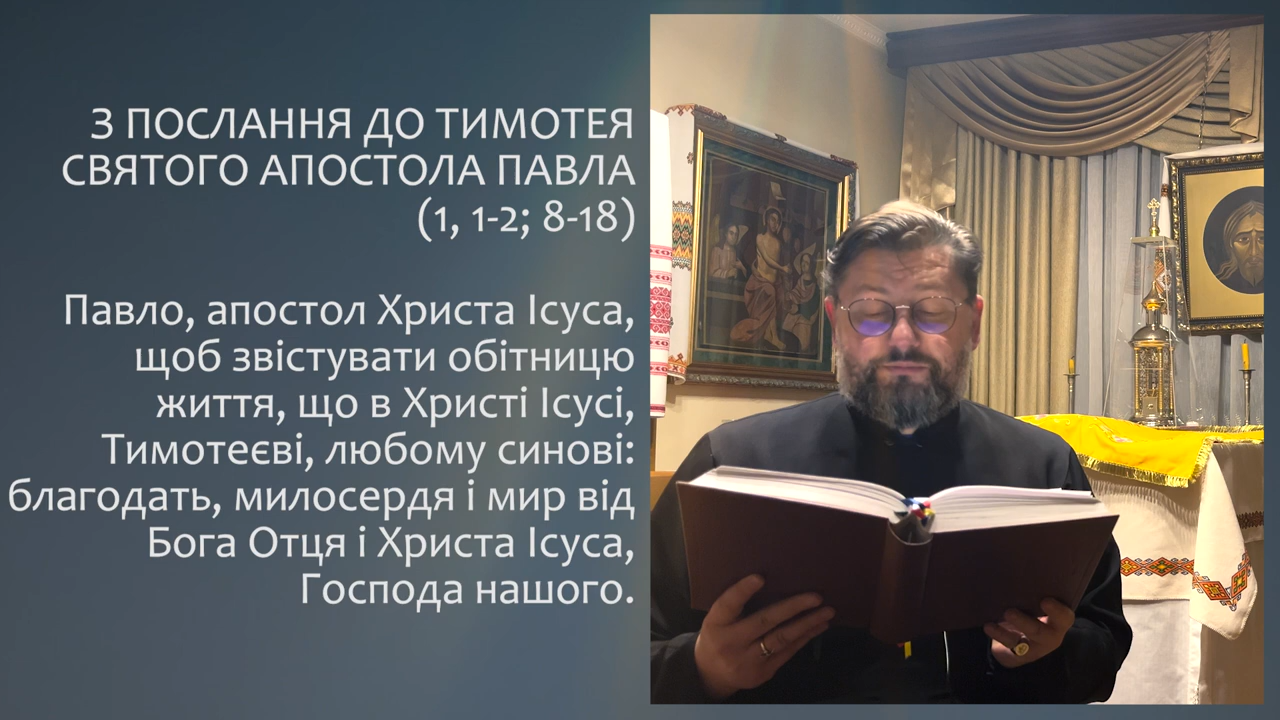 З ПОСЛАННЯ ДО ТИМОТЕЯ
СВЯТОГО АПОСТОЛА ПАВЛА
(1, 1-2; 8-18)
Павло, апостол Христа Ісуса,
щоб звістувати обітницю
життя, що в Христі Ісусі,
Тимотеєві, любому синові:
благодать, милосердя і мир від
Бога Отця і Христа Ісуса,
Господа нашого.